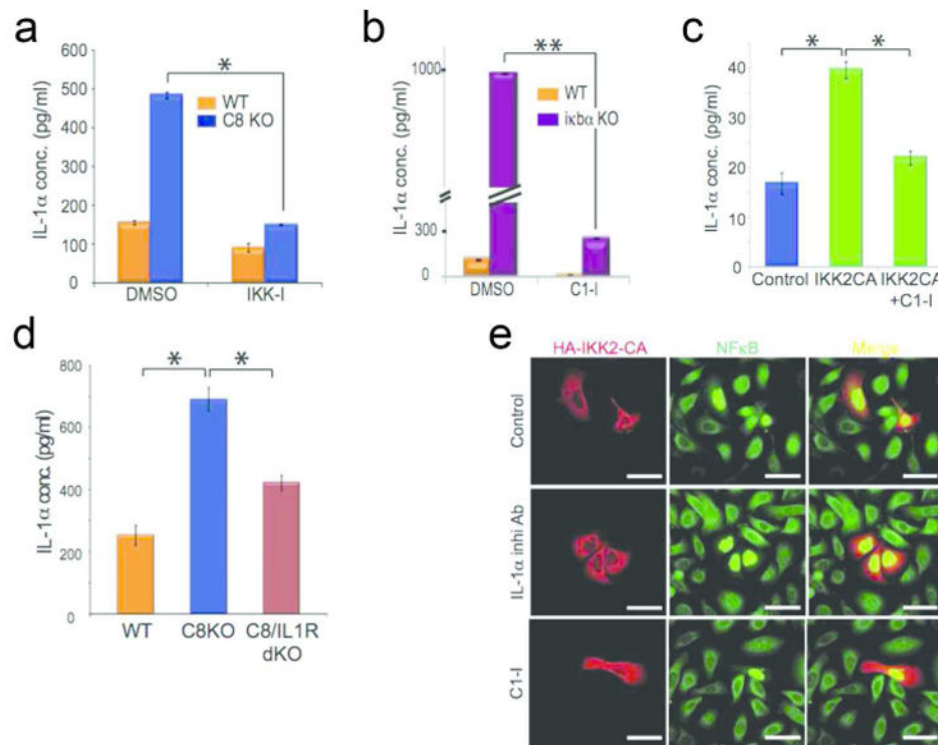 a
IL-1α conc. (pg/ml)
600
500
400
300
200
100
0
*
WT
C8 KO
DMSO
IKK-I
b
IL-1α conc. (pg/ml)
1000
300
0
**
WT
iκbα KO
DMSO
C1-I
c
IL-1α conc. (pg/ml)
40
30
20
10
0
* *
Control
IKK2CA
IKK2CA
+C1-I
d
IL-1α conc. (pg/ml)
800
600
400
200
0
* *
WT
C8KO
C8/IL1R
dKO
e
HA-IKK2-CA
NFκB
Merge
Control
IL-1α inhi Ab
C1-I